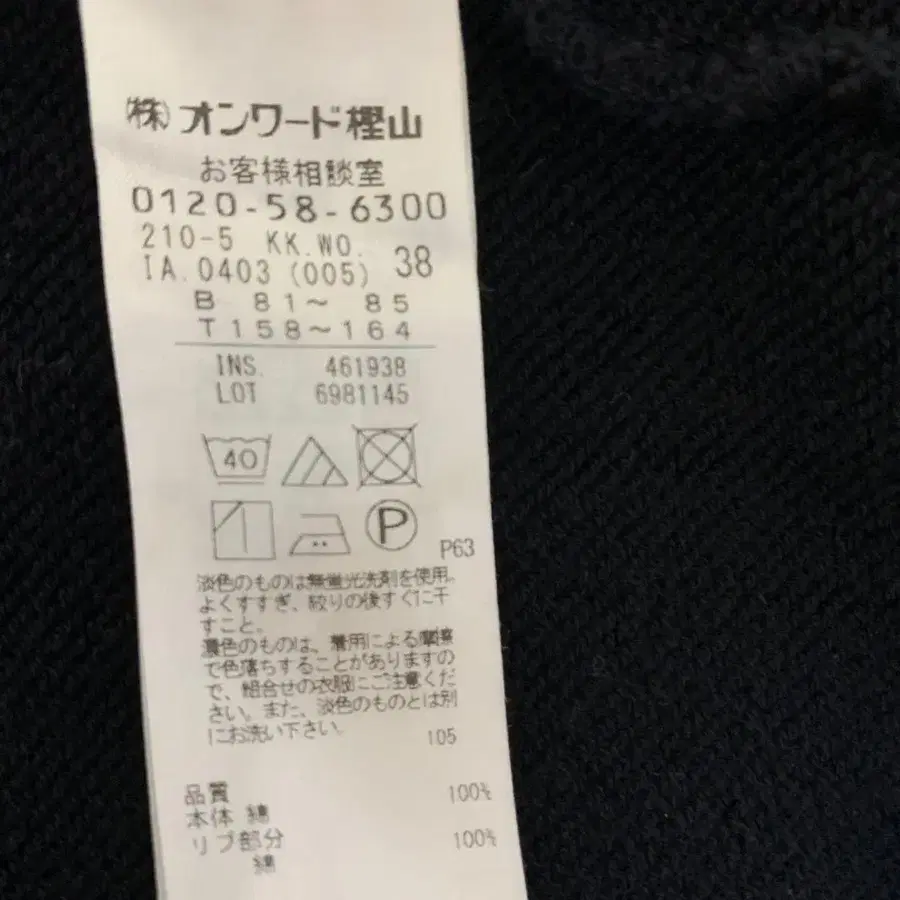 (株)オンワード樫山
お客様相談室
0120-58-6300
210-5 KK.WO. 38
IA.0403 (005)
B 81～ 85
T 158～164
INS. 461938
LOT 6981145
40
P
P63
淡色のものは無蛍光洗剤を使用。
よくすすぎ、絞りの後すぐに干
すこと。
濃色のものは、着用による摩擦
で色落ちすることがありますの
で、組合せの衣服にご注意くだ
さい。また、淡色のものとは別
にお洗い下さい。
105
品質
本体 綿 100%
リブ部分
綿 100%